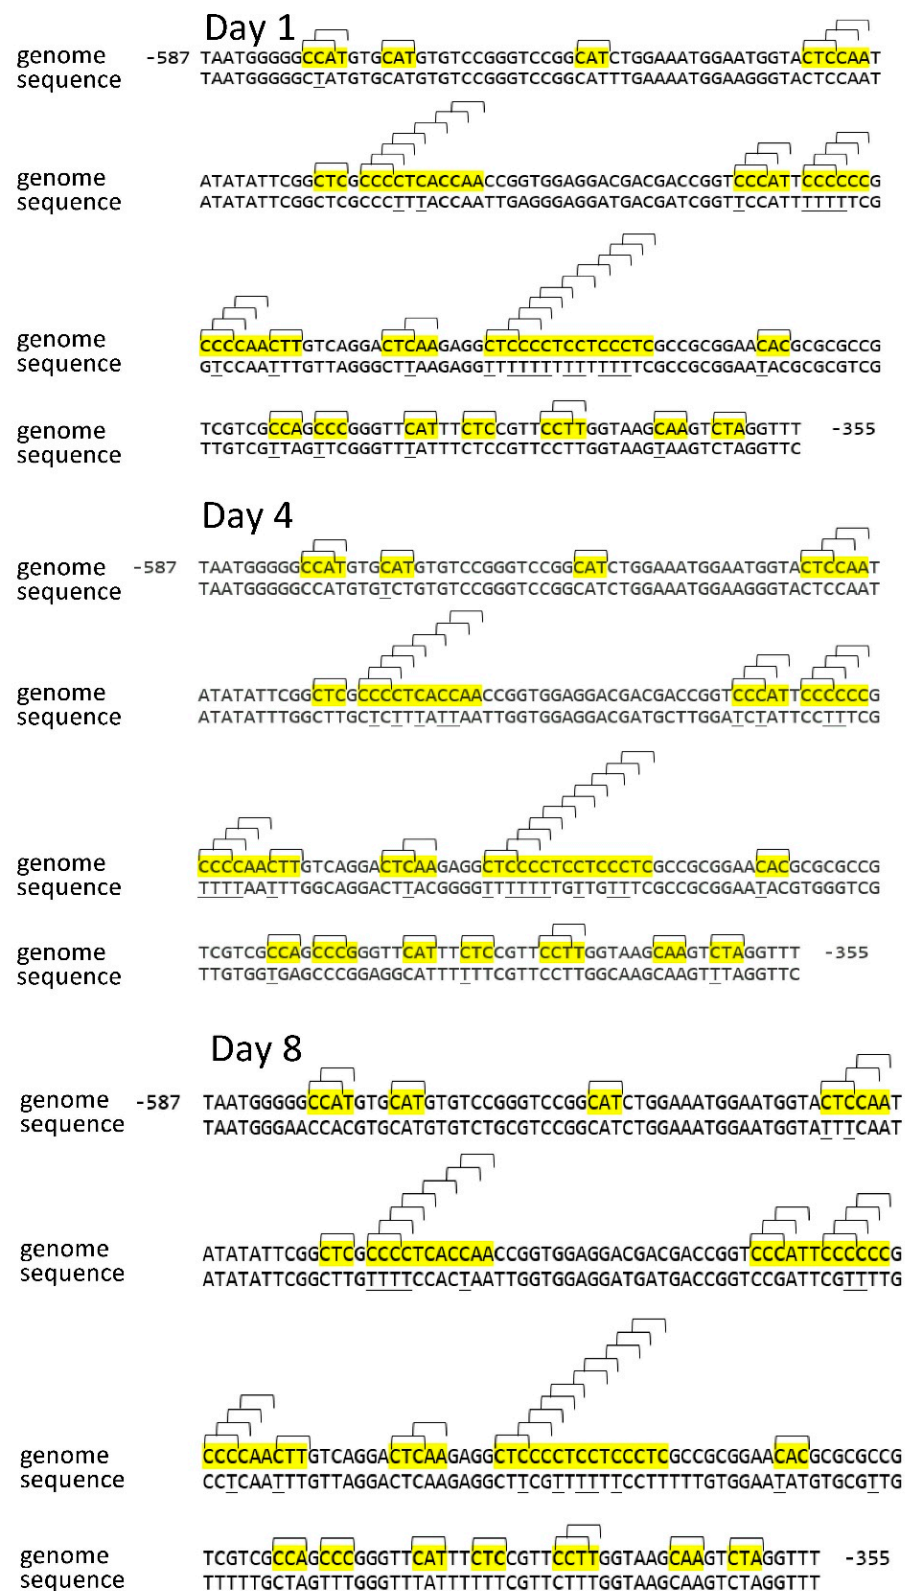 Day 1
genome -587 TAATGGGGGCCATGTGCATGTGTCCGGGTCCGGCATCTGGAAATGGAATGGTACTCCAAT
sequence TAATGGGGGCTATGTGCATGTGTCCGGGTCCGGCATTTGAAAATGGAAGGGTACTCCAAT
genome ATATATTCGGCTCGCCCCTCACCAACCGGTGGAGGACGACGACCGGTCCCATTCCCCCCG
sequence ATATATTCGGCTCGCCCTTTACCAATTGAGGGAGGATGACGATCGGTTCCATTTTTTTCG
genome CCCCAACTTGTCAGGACTCAAGAGGCTCCCCTCCTCCCTCGCCGCGGAACACGCGCGCCG
sequence GTCCAATTTGTTAGGGCTTAAGAGGTTTTTTTTTTTTTTCGCCGCGGAATACGCGCGTCG
genome TCGTCGCCAGCCCGGGTTCATTTCTCCGTTCCTTGGTAAGCAAGTCTAGGTTT -355
sequence TTGTCGTTAGTTCGGGTTTATTTCTCCGTTCCTTGGTAAGTAAGTCTAGGTTC
Day 4
genome -587 TAATGGGGGCCATGTGCATGTGTCCGGGTCCGGCATCTGGAAATGGAATGGTACTCCAAT
sequence TAATGGGGGCCATGTGTCTGTGTCCGGGTCCGGCATCTGGAAATGGAAGGGTACTCCAAT
genome ATATATTCGGCTCGCCCCTCACCAACCGGTGGAGGACGACGACCGGTCCCATTCCCCCCG
sequence ATATATTTGGCTTGCTCTTTATTAATTGGTGGAGGACGATGCTTGGATCTATTCCTTTCG
genome CCCCAACTTGTCAGGACTCAAGAGGCTCCCCTCCTCCCTCGCCGCGGAACACGCGCGCCG
sequence TTTTAATTTGGCAGGACTTACGGGGTTTTTTTGTTGTTTCGCCGCGGAATACGTGGGTCG
genome TCGTCGCCAGCCCGGGTTCATTTCTCCGTTCCTTGGTAAGCAAGTCTAGGTTT -355
sequence TTGTGGTGAGCCCGGAGGCATTTTTTCGTTCCTTGGCAAGCAAGTTTAGGTTC
Day 8
genome -587 TAATGGGGGCCATGTGCATGTGTCCGGGTCCGGCATCTGGAAATGGAATGGTACTCCAAT
sequence TAATGGGAACCACGTGCATGTGTCTGCGTCCGGCATCTGGAAATGGAATGGTATTTCAAT
genome ATATATTCGGCTCGCCCCTCACCAACCGGTGGAGGACGACGACCGGTCCCATTCCCCCCG
sequence ATATATTCGGCTTGTTTTCCACTAATTGGTGGAGGATGATGACCGGTCCGATTCGTTTTG
genome CCCCAACTTGTCAGGACTCAAGAGGCTCCCCTCCTCCCTCGCCGCGGAACACGCGCGCCG
sequence CCTCAATTTGTTAGGACTCAAGAGGCTTCGTTTTTTCCTTTTTGTGGAATATGTGCGTTG
genome TCGTCGCCAGCCCGGGTTCATTTCTCCGTTCCTTGGTAAGCAAGTCTAGGTTT -355
sequence TTTTTGCTAGTTTGGGTTTATTTTTTCGTTCTTTGGTAAGCAAGTCTAGGTTT